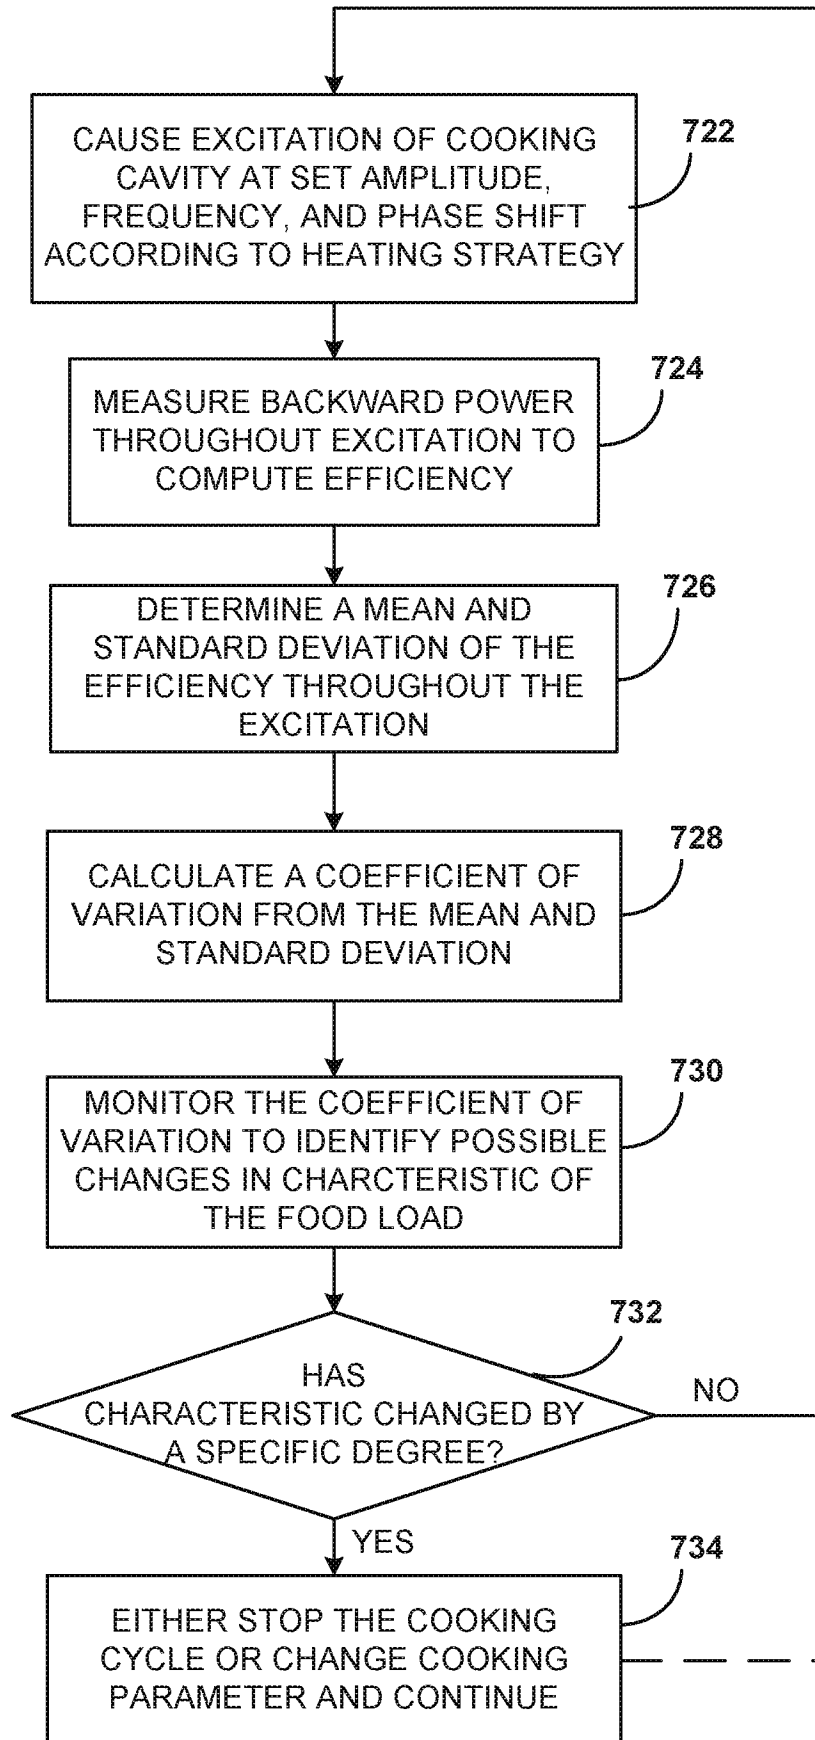 CAUSE EXCITATION OF COOKING
CAVITY AT SET AMPLITUDE,
FREQUENCY, AND PHASE SHIFT
ACCORDING TO HEATING STRATEGY
722
MEASURE BACKWARD POWER
THROUGHOUT EXCITATION TO
COMPUTE EFFICIENCY
724
DETERMINE A MEAN AND
STANDARD DEVIATION OF THE
EFFICIENCY THROUGHOUT THE
EXCITATION
726
CALCULATE A COEFFICIENT OF
VARIATION FROM THE MEAN AND
STANDARD DEVIATION
728
MONITOR THE COEFFICIENT OF
VARIATION TO IDENTIFY POSSIBLE
CHANGES IN CHARCTERISTIC OF
THE FOOD LOAD
730
HAS
CHARACTERISTIC CHANGED BY
A SPECIFIC DEGREE?
732
NO
YES
EITHER STOP THE COOKING
CYCLE OR CHANGE COOKING
PARAMETER AND CONTINUE
734